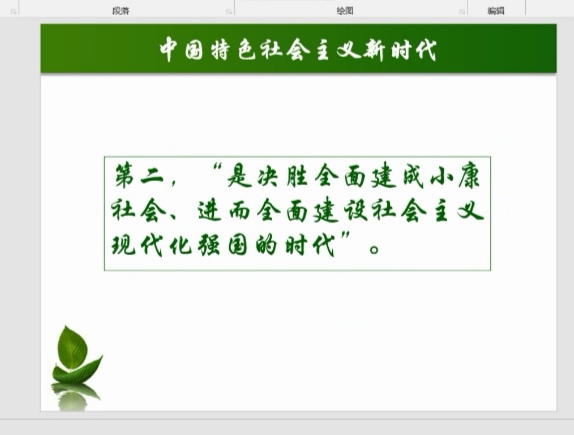 段落 绘图 编辑
中国特色社会主义新时代
第二，“是决胜全面建成小康
社会、进而全面建设社会主义
现代化强国的时代”。